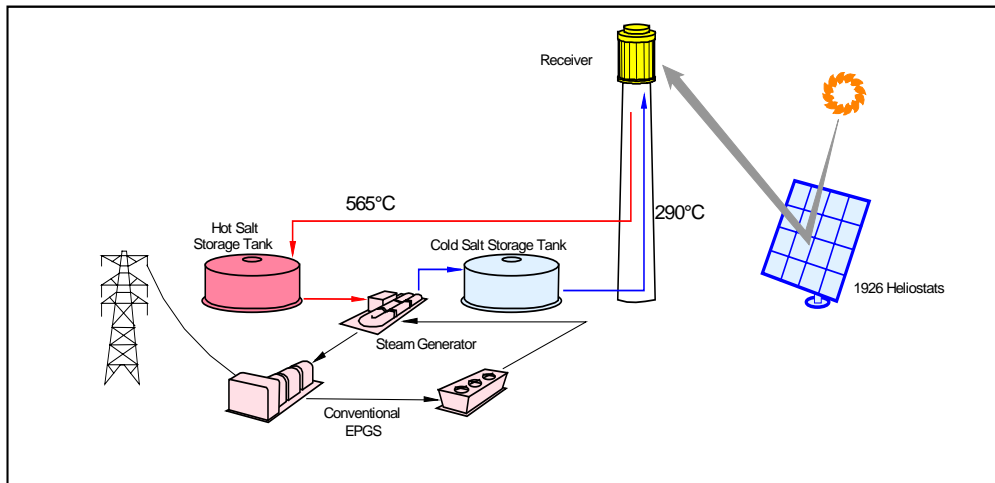 Receiver
565°C
290°C
Hot Salt
Storage Tank
Cold Salt Storage Tank
1926 Heliostats
Steam Generator
Conventional
EPGS